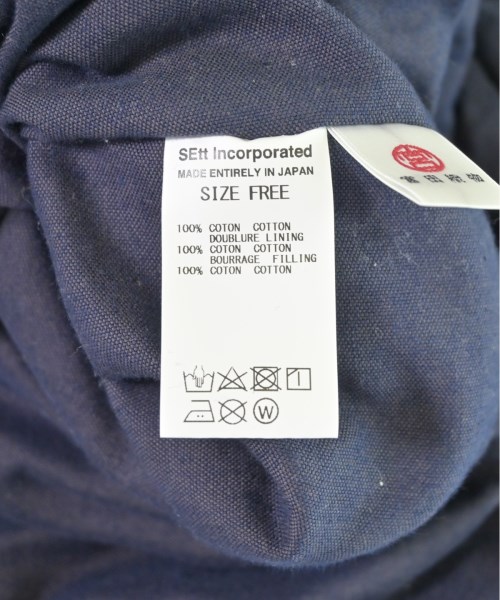 SEtt Incorporated
MADE ENTIRELY IN JAPAN
SIZE FREE
100% COTON COTTON
DOUBLURE LINING
100% COTON COTTON
BOURRAGE FILLING
100% COTON COTTON
W